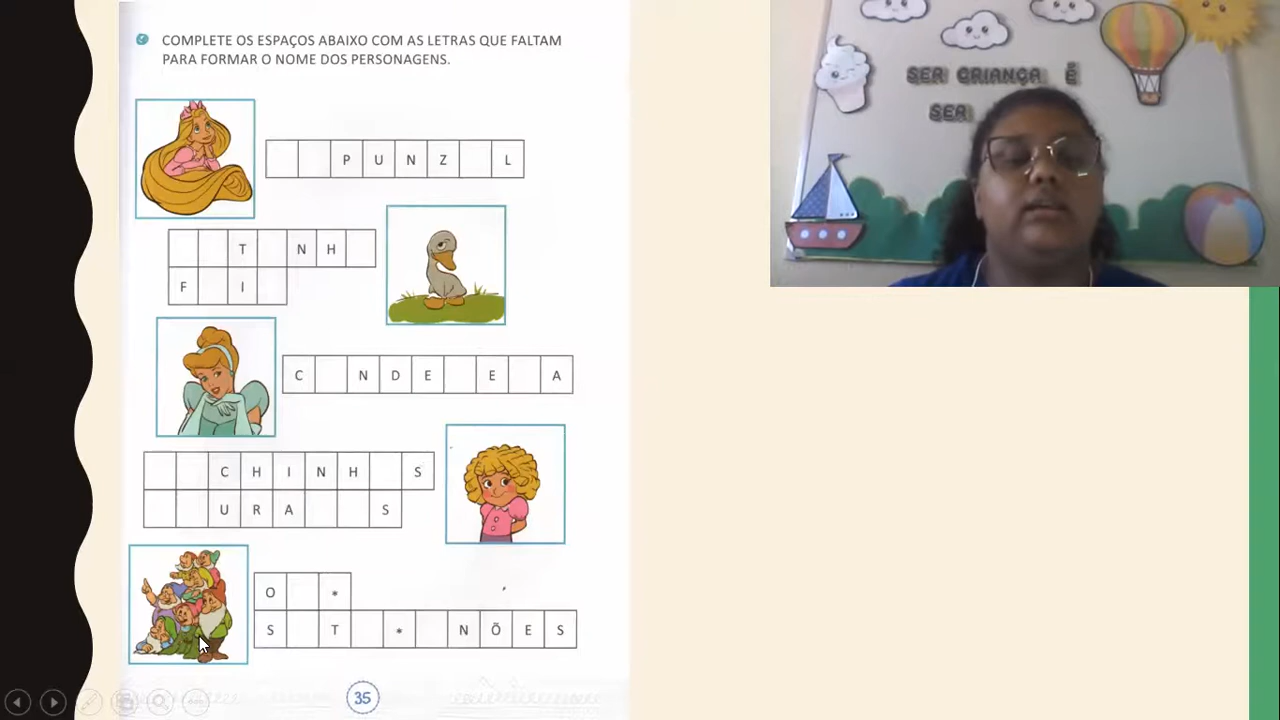 COMPLETE OS ESPAÇOS ABAIXO COM AS LETRAS QUE FALTAM
PARA FORMAR O NOME DOS PERSONAGENS.
SER CRIANÇA É
SER
P U N Z L
T N H
F I
C N D E E A
C H I N H S
U R A S
O *
S T * N Õ E S
35